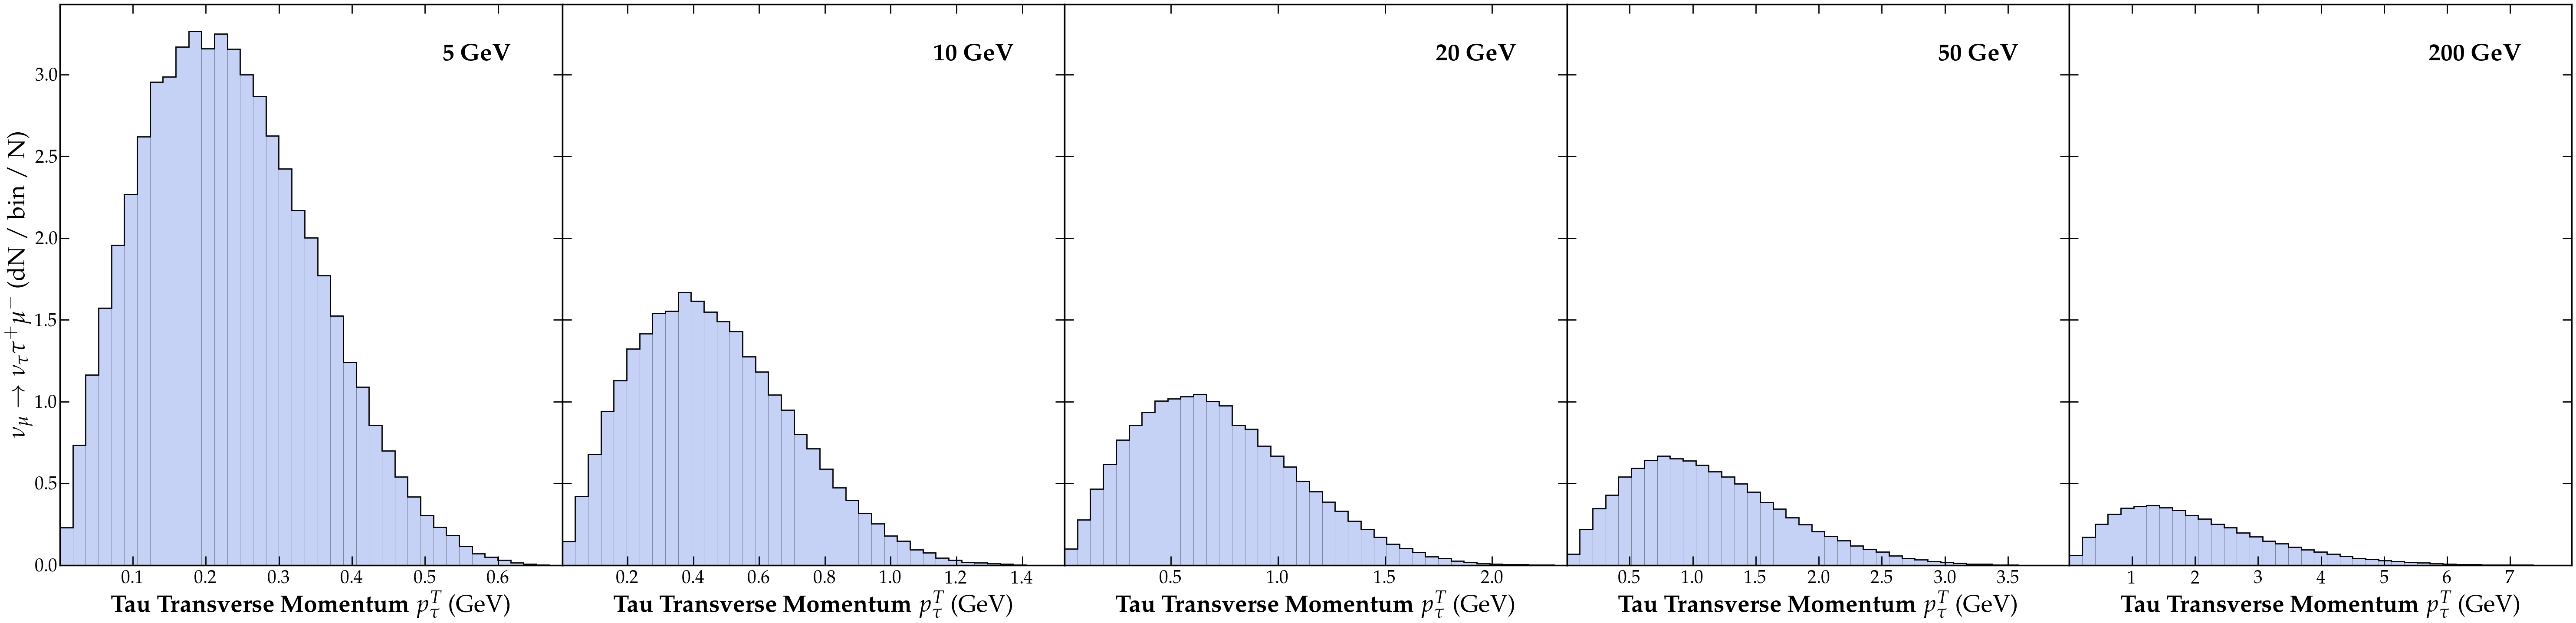 5 GeV
10 GeV
20 GeV
50 GeV
200 GeV
ν_μ → ν_τ τ⁺ μ⁻ (dN / bin / N)
3.0
2.5
2.0
1.5
1.0
0.5
0.0
0.1 0.2 0.3 0.4 0.5 0.6
0.2 0.4 0.6 0.8 1.0 1.2 1.4
0.5 1.0 1.5 2.0
0.5 1.0 1.5 2.0 2.5 3.0 3.5
1 2 3 4 5 6 7
Tau Transverse Momentum p_τ^T (GeV)
Tau Transverse Momentum p_τ^T (GeV)
Tau Transverse Momentum p_τ^T (GeV)
Tau Transverse Momentum p_τ^T (GeV)
Tau Transverse Momentum p_τ^T (GeV)